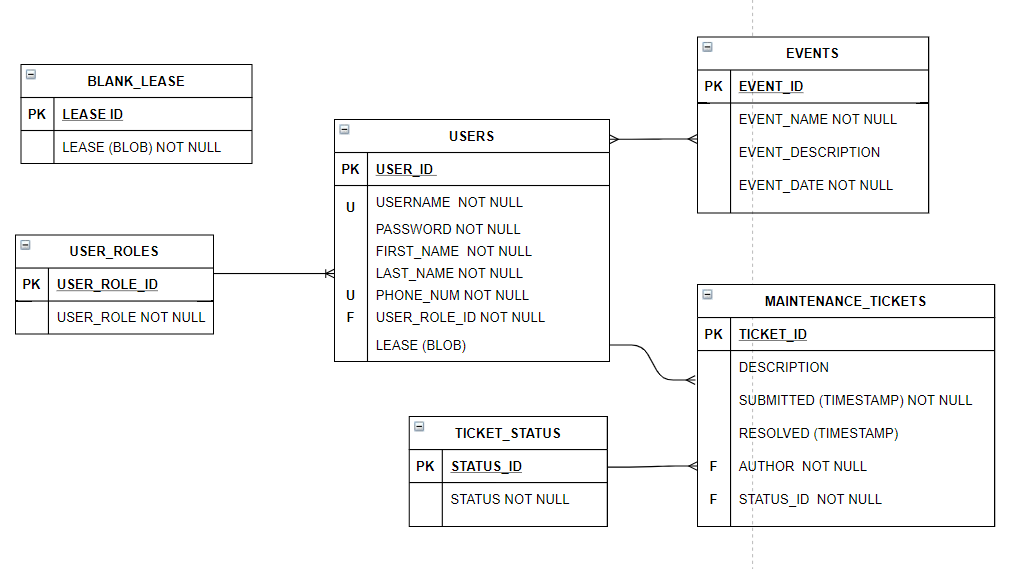 BLANK_LEASE
PK LEASE ID
LEASE (BLOB) NOT NULL
USER_ROLES
PK USER_ROLE_ID
USER_ROLE NOT NULL
USERS
PK USER_ID
U USERNAME NOT NULL
PASSWORD NOT NULL
FIRST_NAME NOT NULL
LAST_NAME NOT NULL
U PHONE_NUM NOT NULL
F USER_ROLE_ID NOT NULL
LEASE (BLOB)
TICKET_STATUS
PK STATUS_ID
STATUS NOT NULL
EVENTS
PK EVENT_ID
EVENT_NAME NOT NULL
EVENT_DESCRIPTION
EVENT_DATE NOT NULL
MAINTENANCE_TICKETS
PK TICKET_ID
DESCRIPTION
SUBMITTED (TIMESTAMP) NOT NULL
RESOLVED (TIMESTAMP)
F AUTHOR NOT NULL
F STATUS_ID NOT NULL